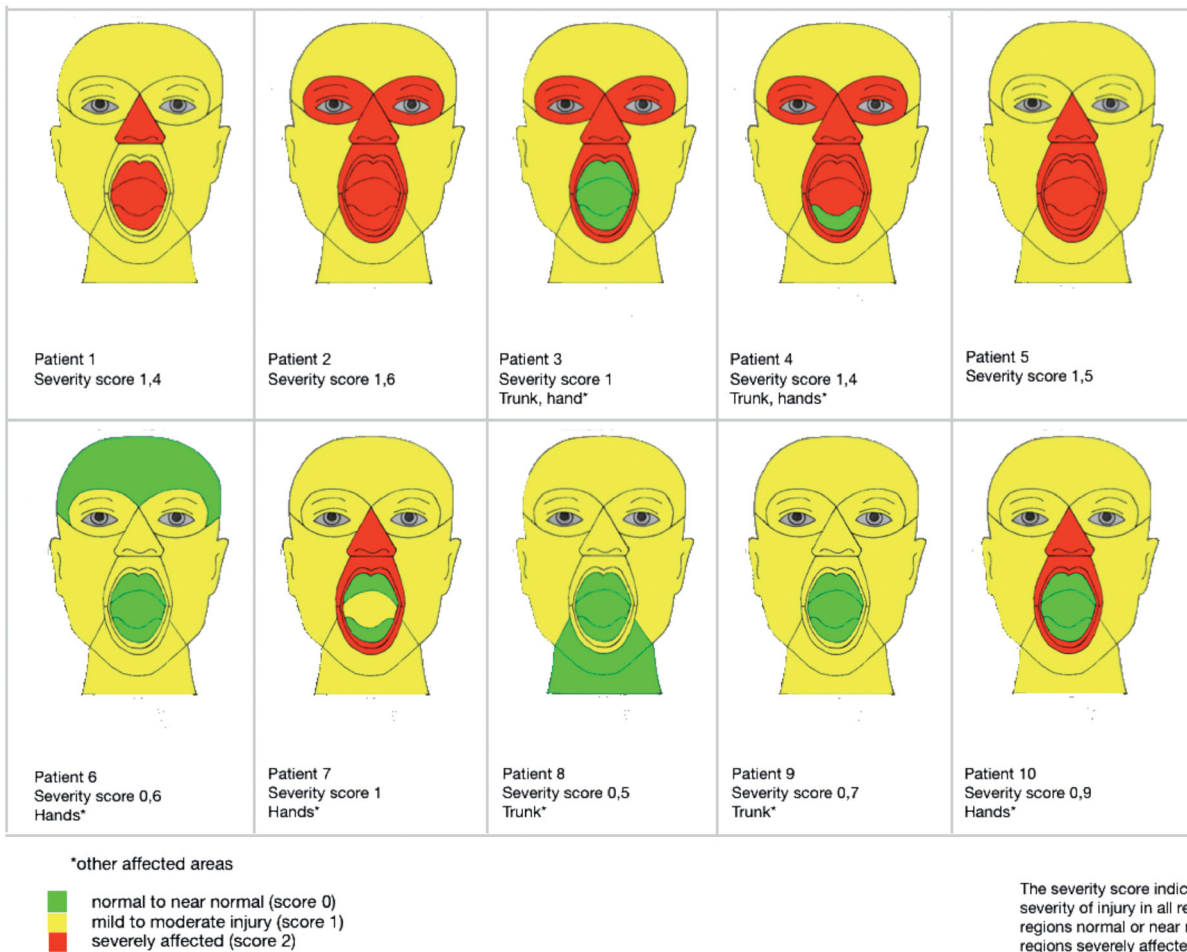 Patient 1
Severity score 1,4
Patient 2
Severity score 1,6
Patient 3
Severity score 1
Trunk, hand*
Patient 4
Severity score 1,4
Trunk, hands*
Patient 5
Severity score 1,5
Patient 6
Severity score 0,6
Hands*
Patient 7
Severity score 1
Hands*
Patient 8
Severity score 0,5
Trunk*
Patient 9
Severity score 0,7
Trunk*
Patient 10
Severity score 0,9
Hands*
*other affected areas
normal to near normal (score 0)
mild to moderate injury (score 1)
severely affected (score 2)
The severity score indic
severity of injury in all re
regions normal or near
regions severely affecte